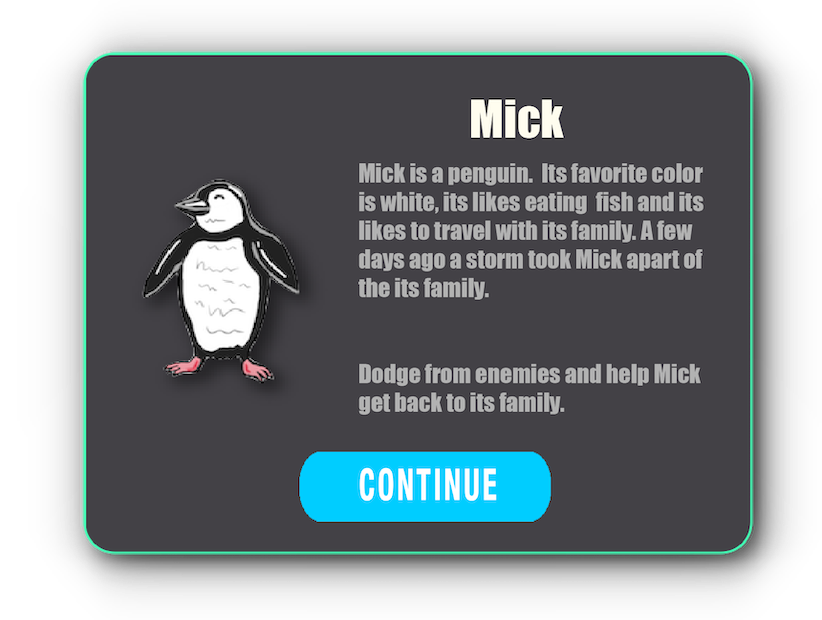 Mick
Mick is a penguin.  Its favorite color
is white, its likes eating  fish and its
likes to travel with its family. A few
days ago a storm took Mick apart of
the its family.
Dodge from enemies and help Mick
get back to its family.
CONTINUE